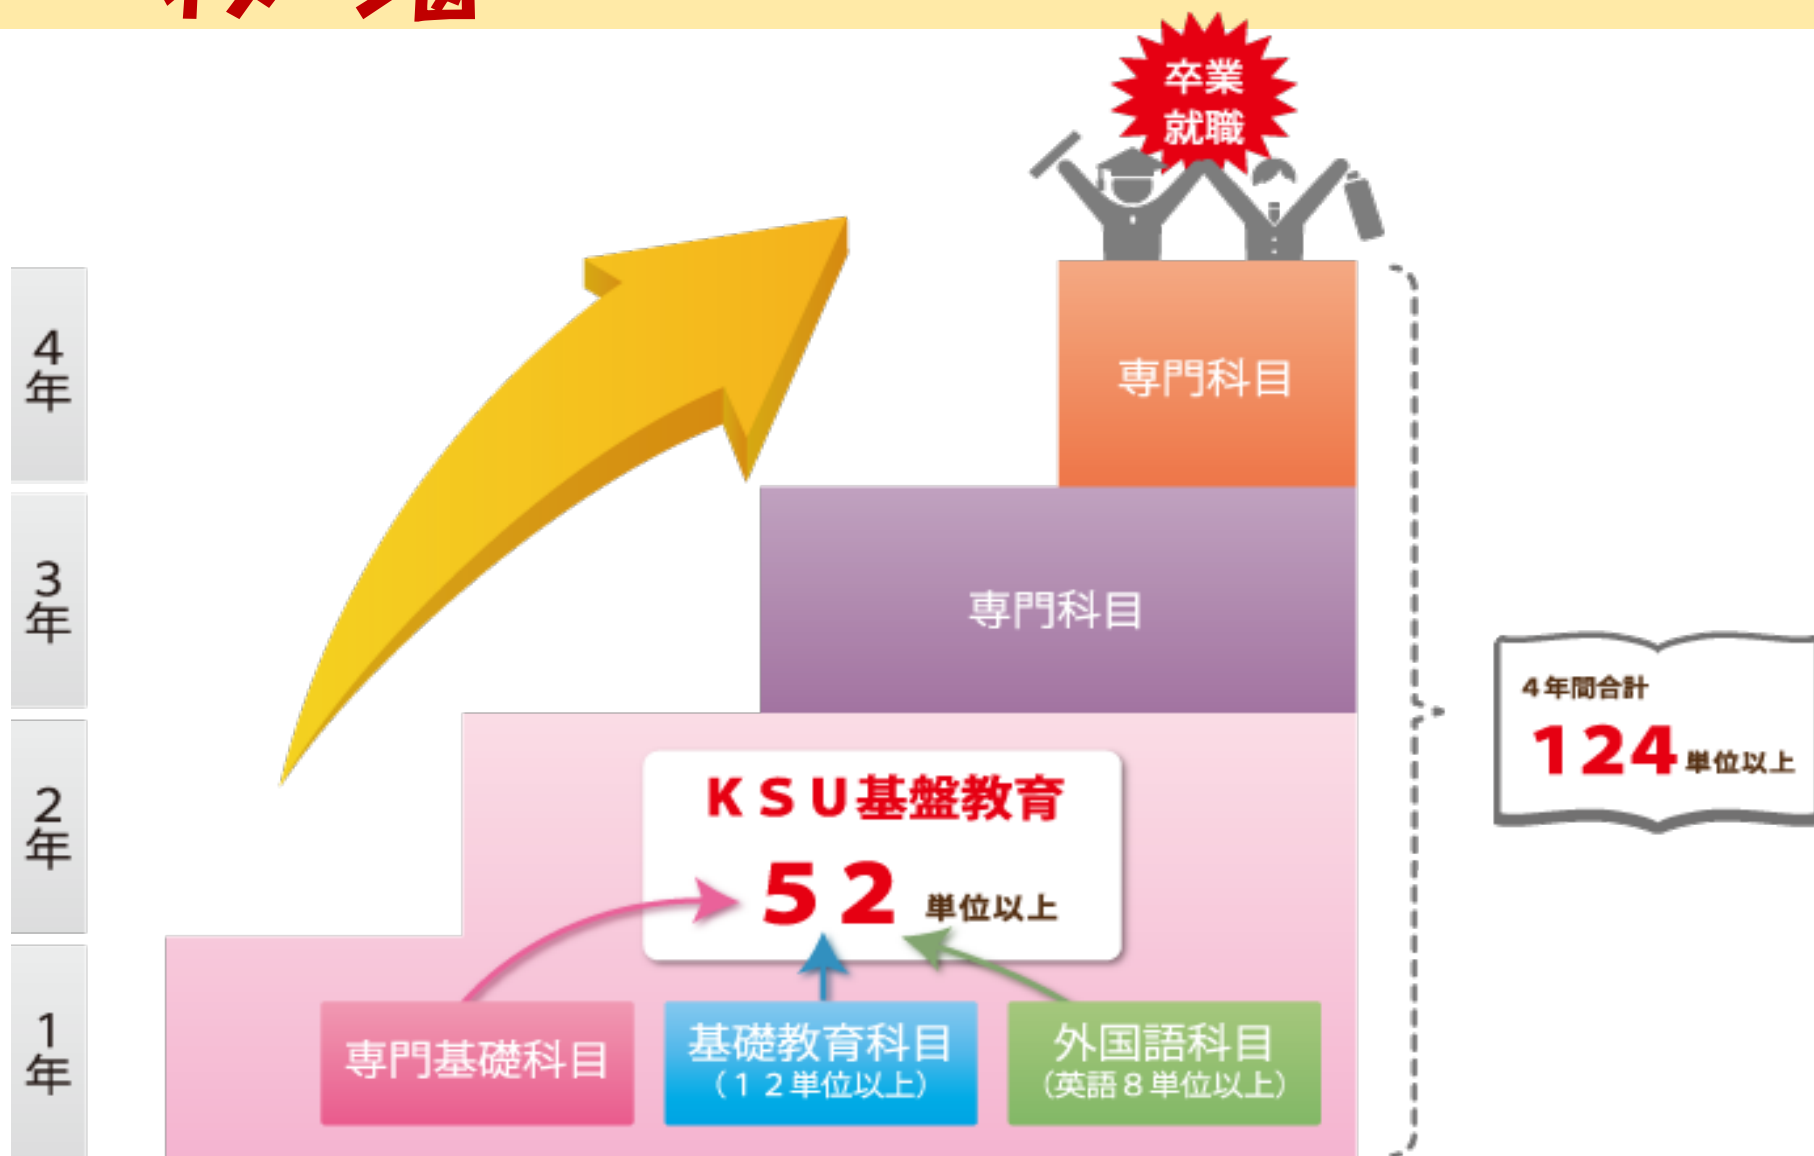 卒業
就職
4年
専門科目
3年
専門科目
4年間合計
124単位以上
2年
KSU基盤教育
52 単位以上
1年
専門基礎科目
基礎教育科目
(12単位以上)
外国語科目
(英語8単位以上)